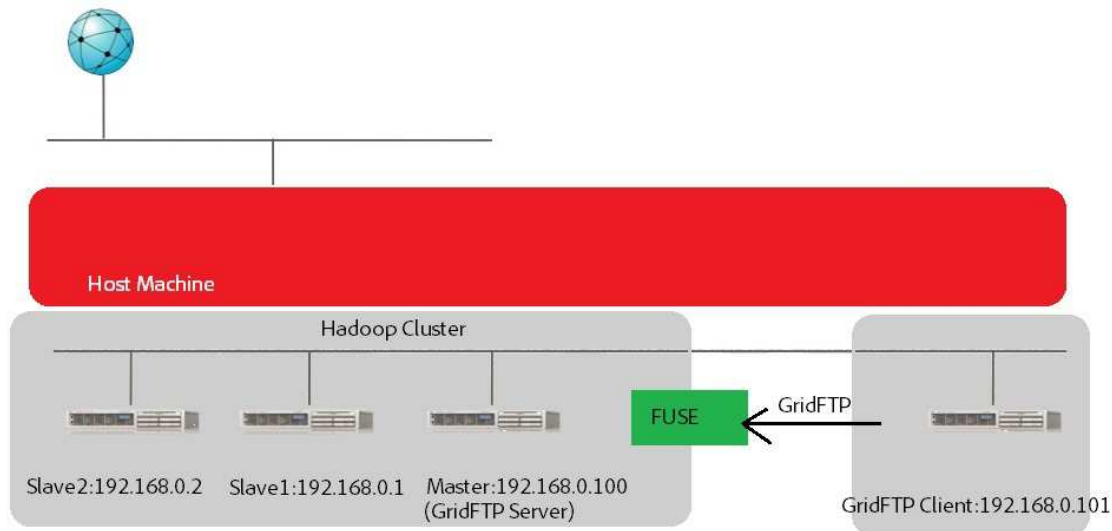 Host Machine
Hadoop Cluster
FUSE
GridFTP
Slave2:192.168.0.2
Slave1:192.168.0.1
Master:192.168.0.100
(GridFTP Server)
GridFTP Client:192.168.0.101